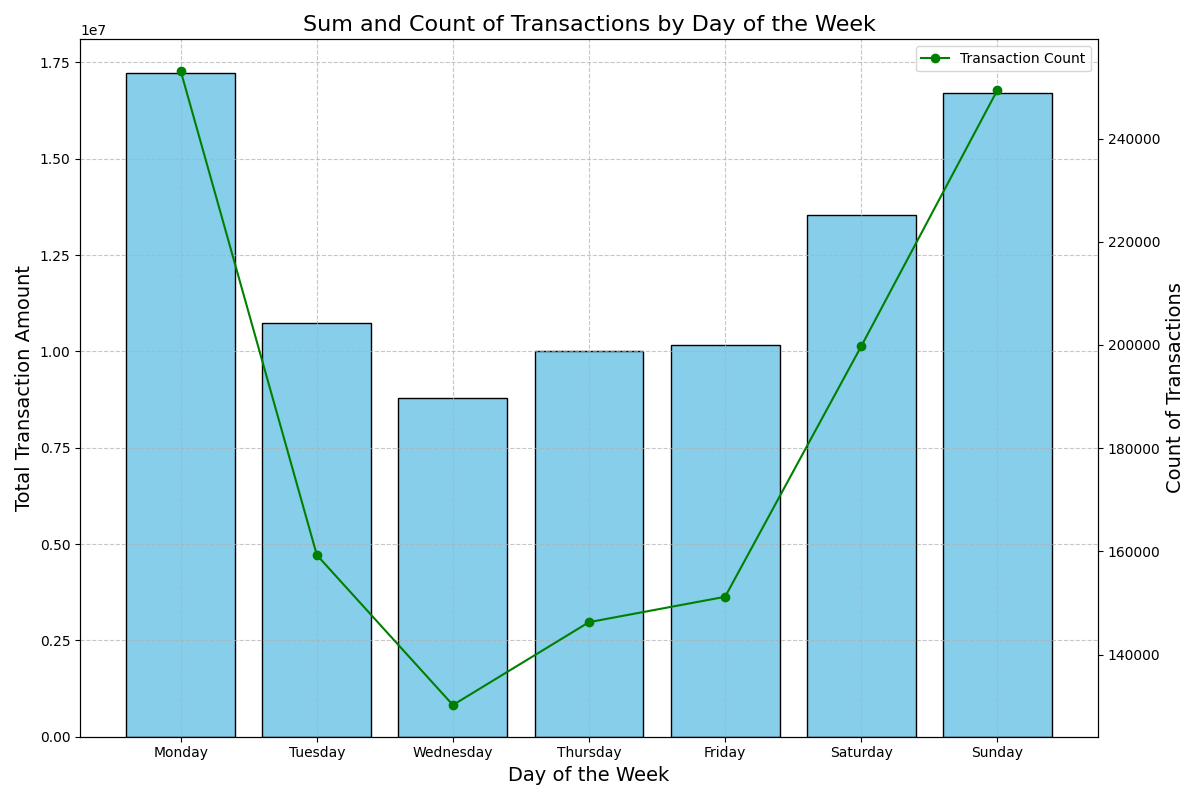 Sum and Count of Transactions by Day of the Week
1e7
Transaction Count
1.75
1.50
1.25
1.00
0.75
0.50
0.25
0.00
Total Transaction Amount
240000
220000
200000
180000
160000
140000
Count of Transactions
Monday Tuesday Wednesday Thursday Friday Saturday Sunday
Day of the Week